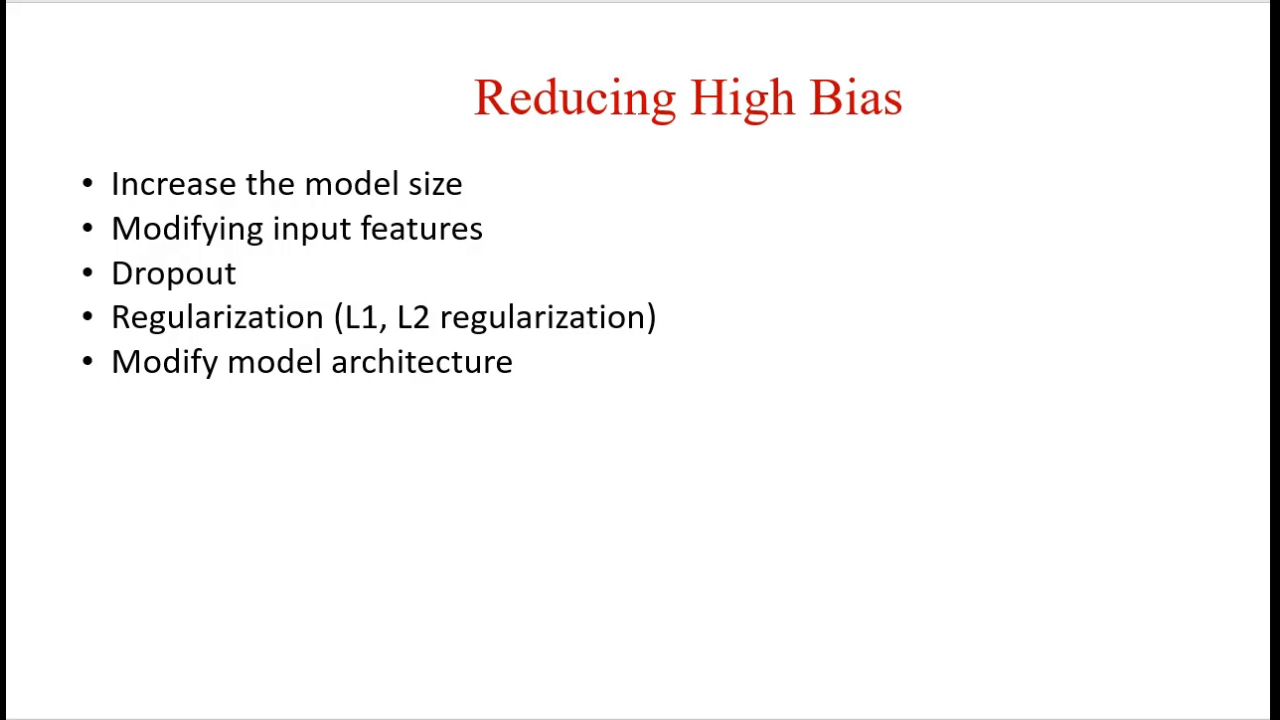 Reducing High Bias
• Increase the model size
• Modifying input features
• Dropout
• Regularization (L1, L2 regularization)
• Modify model architecture